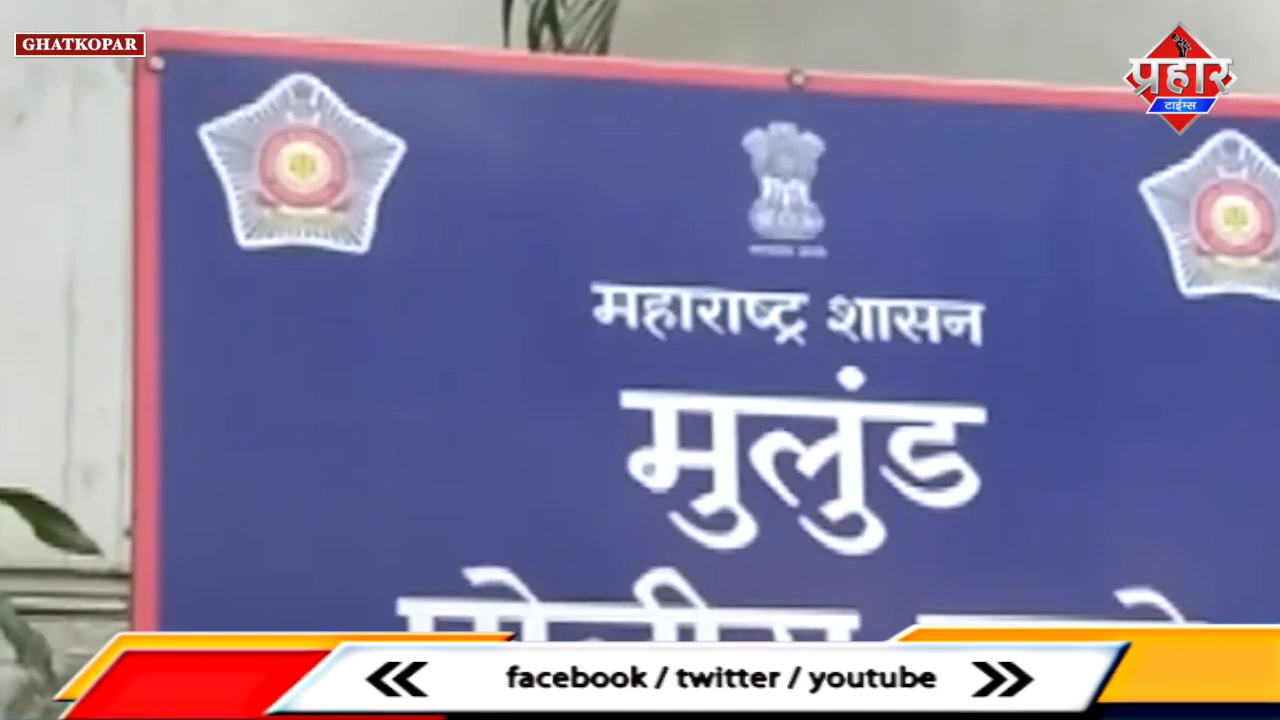 GHATKOPAR
प्रहार
टाईम्स
महाराष्ट्र शासन
मुलुंड
पोलीस
facebook / twitter / youtube